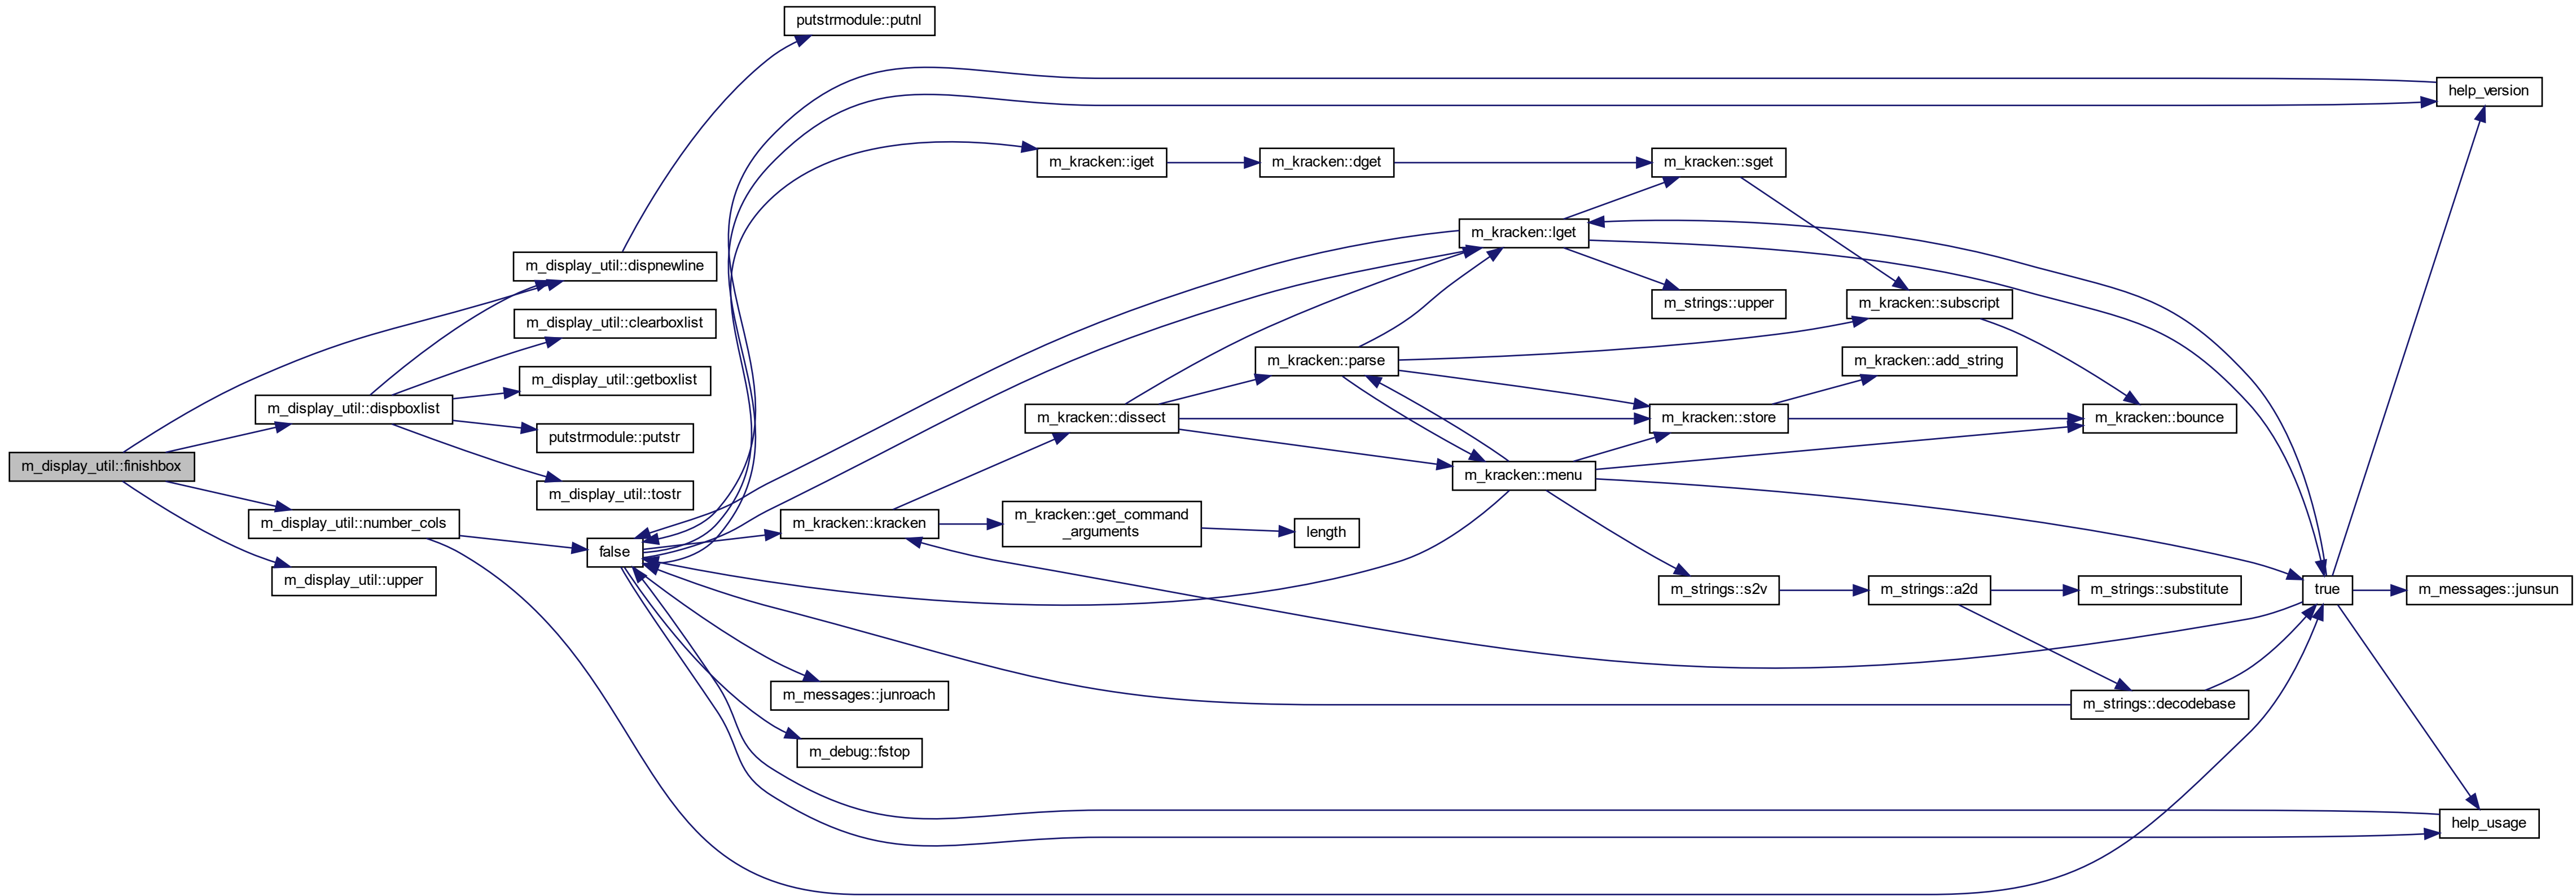 putstrmodule::putnl
help_version
m_kracken::iget
m_kracken::dget
m_kracken::sget
m_kracken::lget
m_display_util::dispnewline
m_strings::upper
m_kracken::subscript
m_display_util::clearboxlist
m_kracken::parse
m_kracken::add_string
m_display_util::getboxlist
m_display_util::dispboxlist
m_kracken::dissect
m_kracken::store
m_kracken::bounce
putstrmodule::putstr
m_display_util::finishbox
m_kracken::menu
m_display_util::tostr
m_display_util::number_cols
m_kracken::kracken
m_kracken::get_command
_arguments
length
false
m_display_util::upper
m_strings::s2v
m_strings::a2d
m_strings::substitute
true
m_messages::junsun
m_messages::junroach
m_strings::decodebase
m_debug::fstop
help_usage